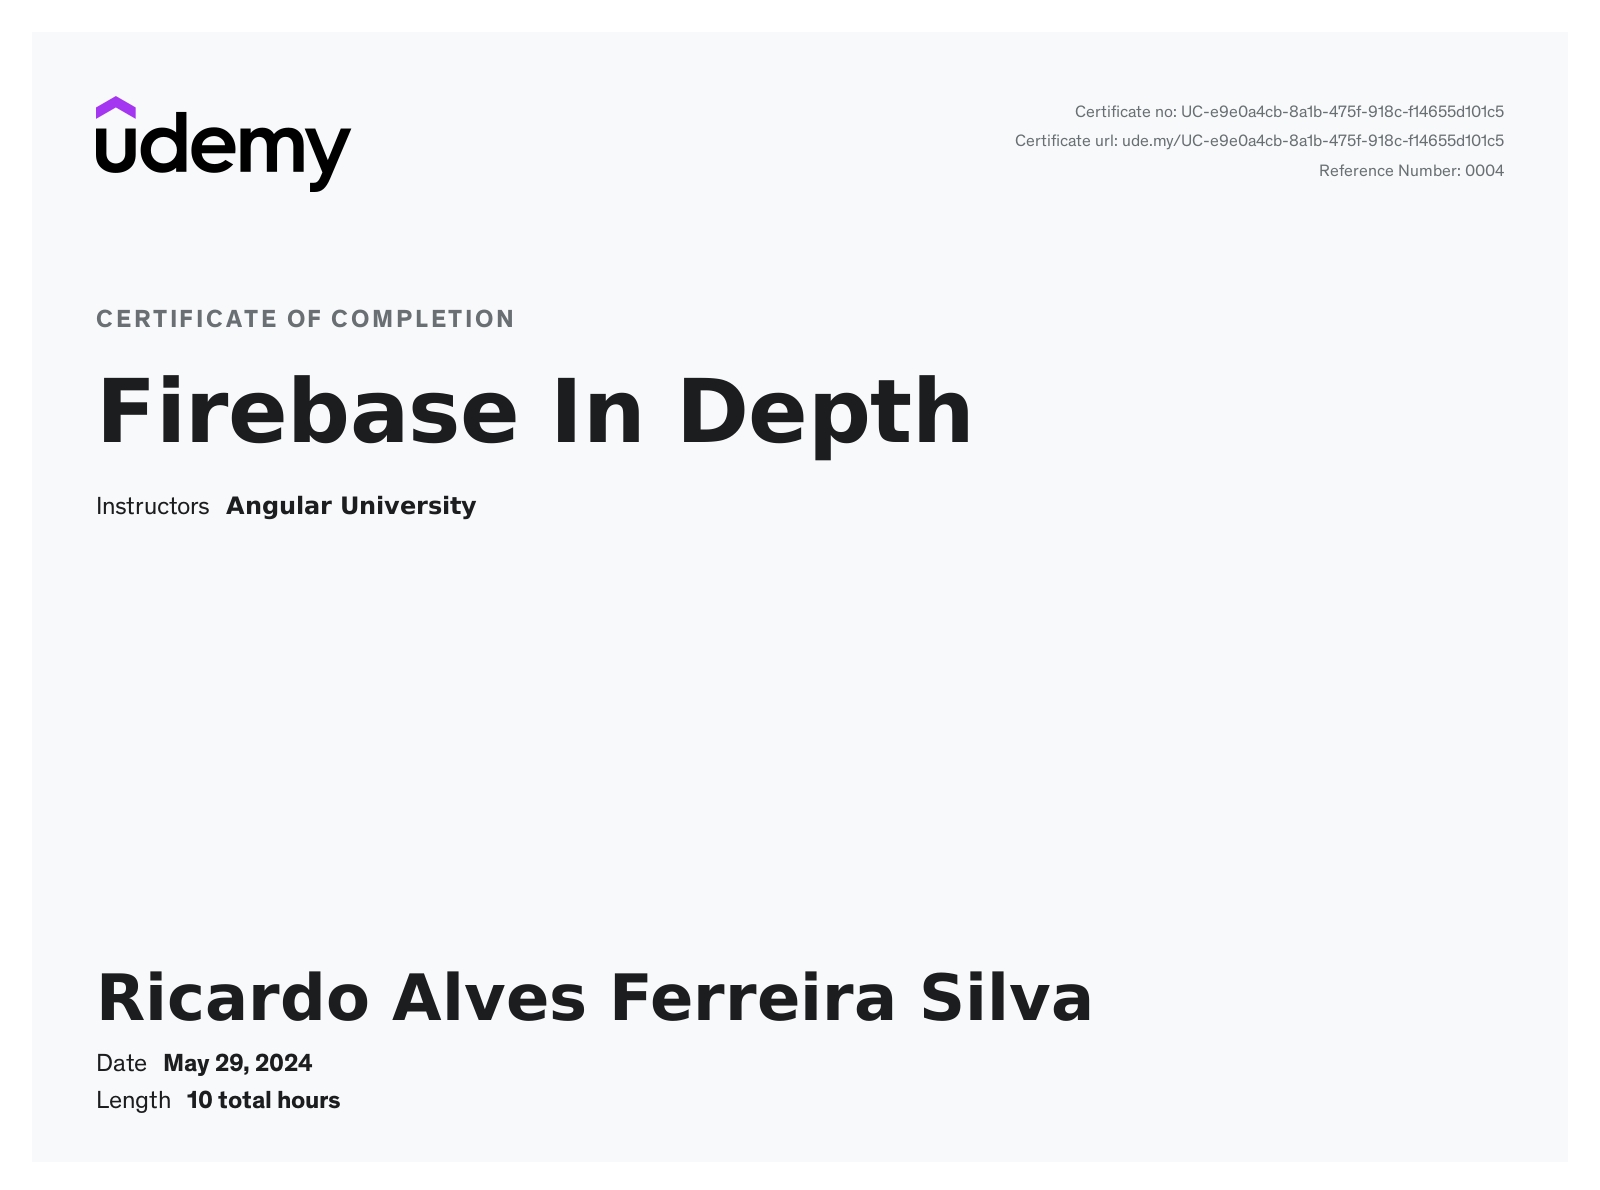 udemy
Certificate no: UC-e9e0a4cb-8a1b-475f-918c-f14655d101c5
Certificate url: ude.my/UC-e9e0a4cb-8a1b-475f-918c-f14655d101c5
Reference Number: 0004
CERTIFICATE OF COMPLETION
Firebase In Depth
Instructors Angular University
Ricardo Alves Ferreira Silva
Date May 29, 2024
Length 10 total hours